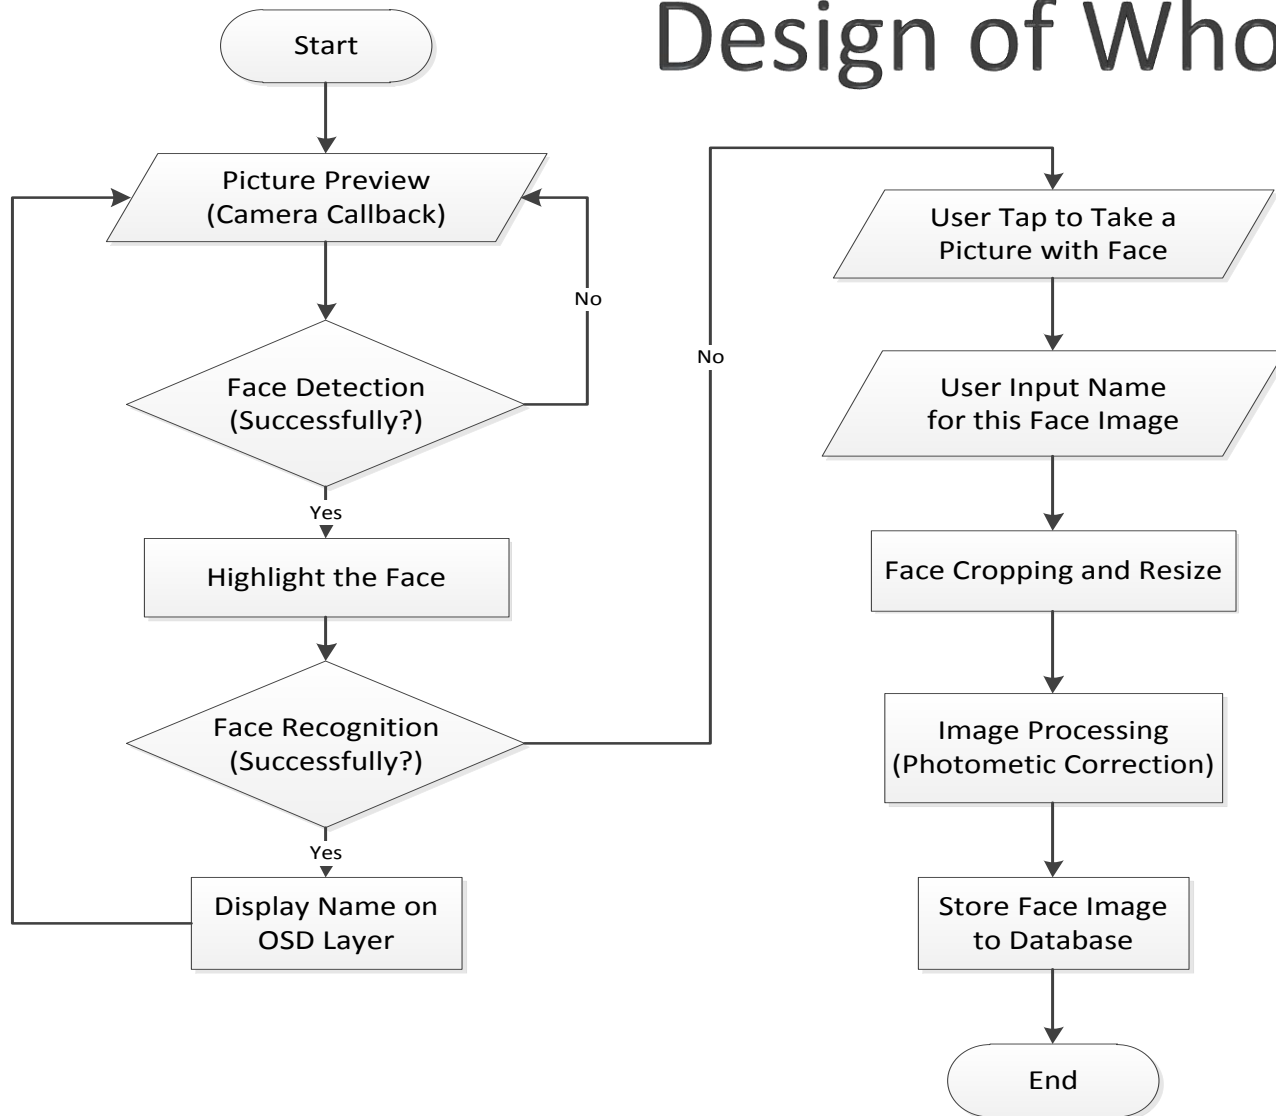 Design of Who
Start
Picture Preview
(Camera Callback)
No
Face Detection
(Successfully?)
Yes
Highlight the Face
Face Recognition
(Successfully?)
Yes
Display Name on
OSD Layer
No
User Tap to Take a
Picture with Face
User Input Name
for this Face Image
Face Cropping and Resize
Image Processing
(Photometic Correction)
Store Face Image
to Database
End